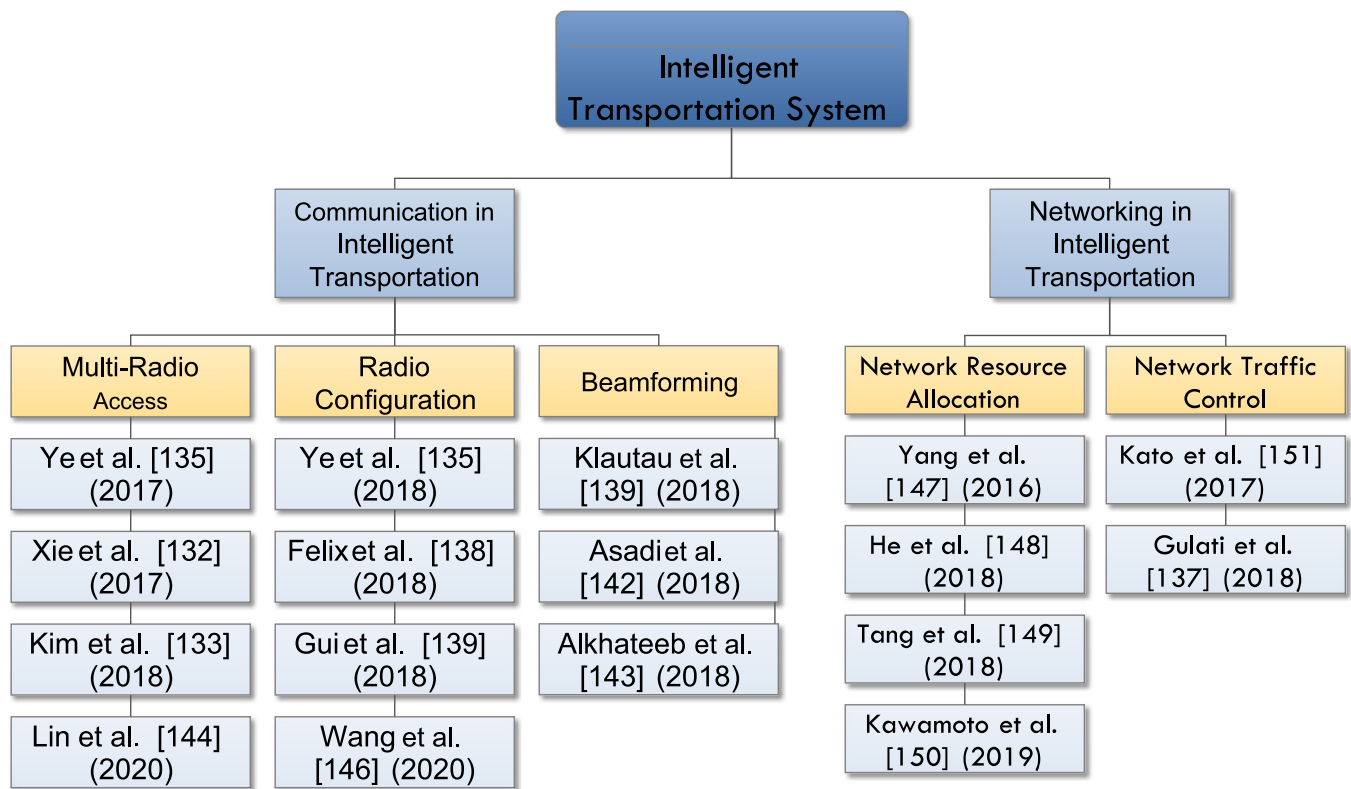 Intelligent
Transportation System
Communication in
Intelligent
Transportation
Networking in
Intelligent
Transportation
Multi-Radio
Access
Radio
Configuration
Beamforming
Network Resource
Allocation
Network Traffic
Control
Ye et al. [135]
(2017)
Xie et al. [132]
(2017)
Kim et al. [133]
(2018)
Lin et al. [144]
(2020)
Ye et al. [135]
(2018)
Felix et al. [138]
(2018)
Gui et al. [139]
(2018)
Wang et al.
[146] (2020)
Klautau et al.
[139] (2018)
Asadi et al.
[142] (2018)
Alkhateeb et al.
[143] (2018)
Yang et al.
[147] (2016)
He et al. [148]
(2018)
Tang et al. [149]
(2018)
Kawamoto et al.
[150] (2019)
Kato et al. [151]
(2017)
Gulati et al.
[137] (2018)